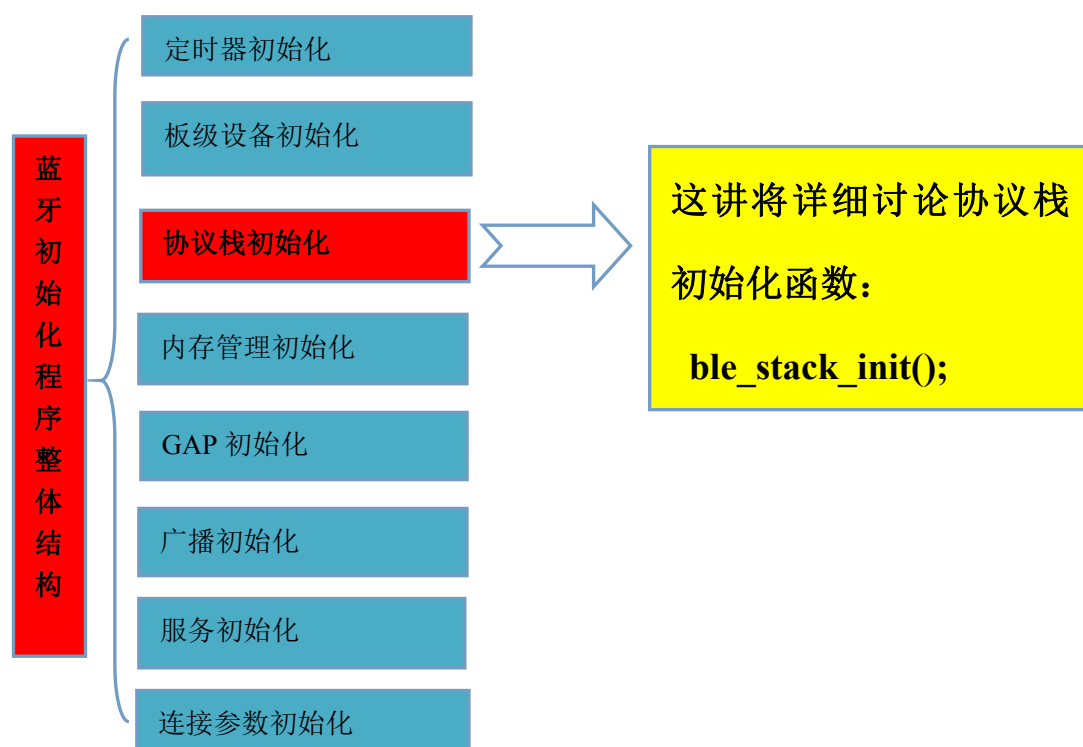 蓝牙初始化程序整体结构
定时器初始化
板级设备初始化
协议栈初始化
内存管理初始化
GAP 初始化
广播初始化
服务初始化
连接参数初始化
这讲将详细讨论协议栈
初始化函数：
ble_stack_init();